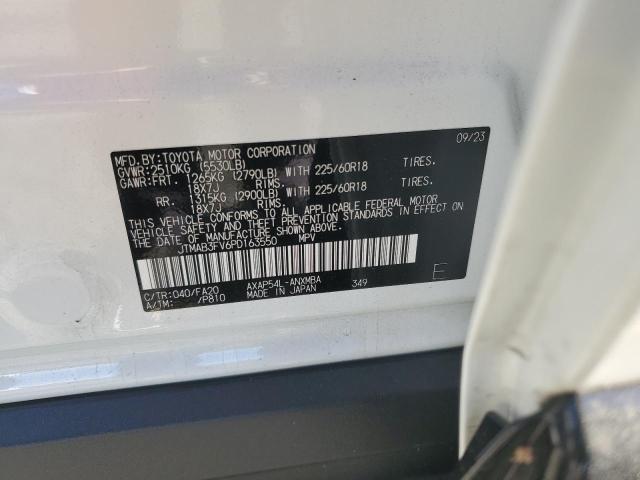 MFD.BY:TOYOTA MOTOR CORPORATION 09/23
GVWR:2510KG (5530LB)
GAWR:FRT. 1265KG (2790LB) WITH 225/60R18 TIRES.
18X7J RIMS.
RR. 1315KG (2900LB) WITH 225/60R18 TIRES.
18X7J RIMS.
THIS VEHICLE CONFORMS TO ALL APPLICABLE FEDERAL MOTOR
VEHICLE SAFETY AND THEFT PREVENTION STANDARDS IN EFFECT ON
THE DATE OF MANUFACTURE SHOWN ABOVE.
JTMAB3FV6PD163550 MPV
E
C/TR:040/FA20 AXAP54L-ANXMBA 349
A/TM: /P810 MADE IN JAPAN